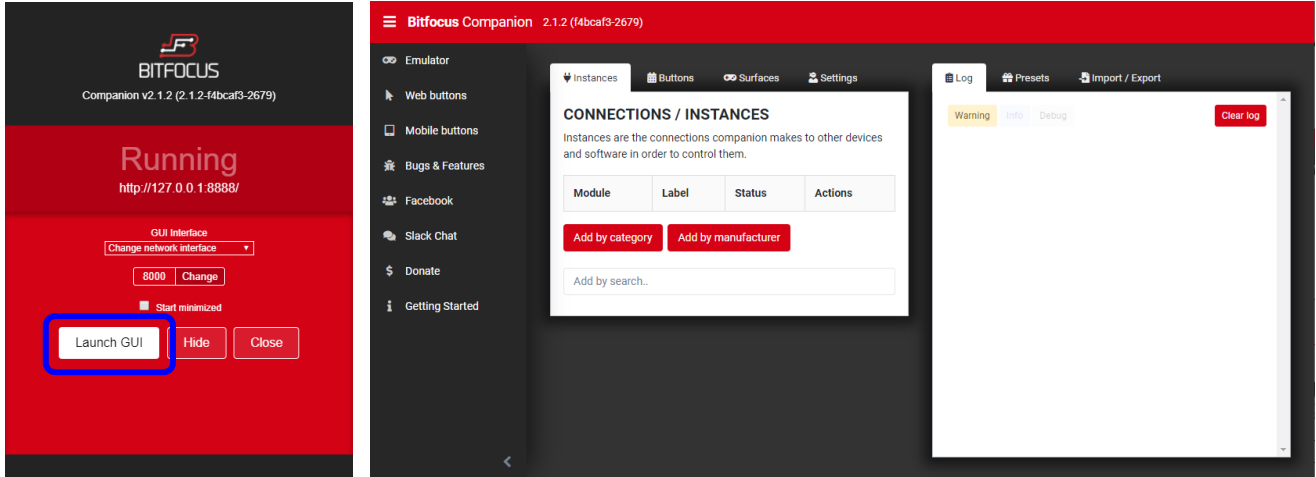 BITFOCUS
Companion v2.1.2 (2.1.2-f4bcaf3-2679)
Running
http://127.0.0.1:8888/
GUI Interface
Change network interface
8000 Change
Start minimized
Launch GUI Hide Close
Bitfocus Companion 2.1.2 (f4bcaf3-2679)
Emulator
Web buttons
Mobile buttons
Bugs & Features
Facebook
Slack Chat
Donate
Getting Started
Instances Buttons Surfaces Settings
CONNECTIONS / INSTANCES
Instances are the connections companion makes to other devices
and software in order to control them.
Module Label Status Actions
Add by category Add by manufacturer
Add by search..
Log Presets Import / Export
Warning Info Debug Clear log